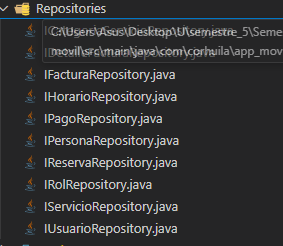 Repositories
C:\Users\Asus\Desktop\U\semestre_5\Seme
movil\src\main\java\com\corhuila\app_mov
IFacturaRepository.java
IHorarioRepository.java
IPagoRepository.java
IPersonaRepository.java
IReservaRepository.java
IRolRepository.java
IServicioRepository.java
IUsuarioRepository.java